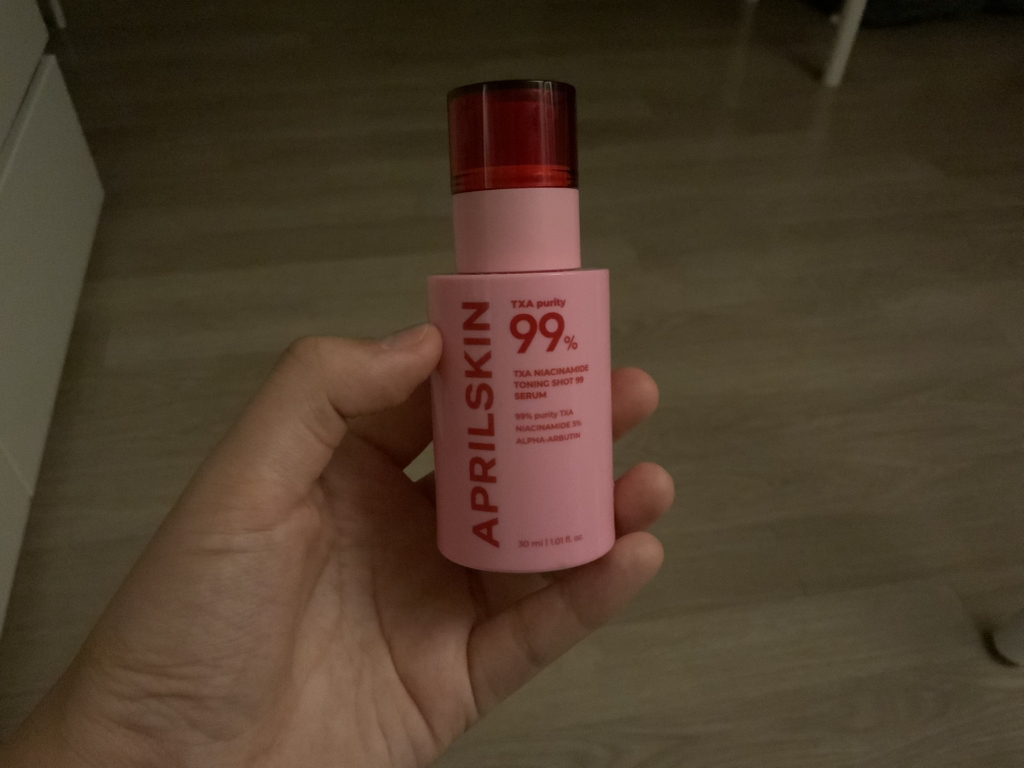 APRILSKIN
TXA purity
99%
TXA NIACINAMIDE
TONING SHOT 99
SERUM
99% purity TXA
NIACINAMIDE 5%
ALPHA-ARBUTIN
30 ml | 1.01 fl. oz